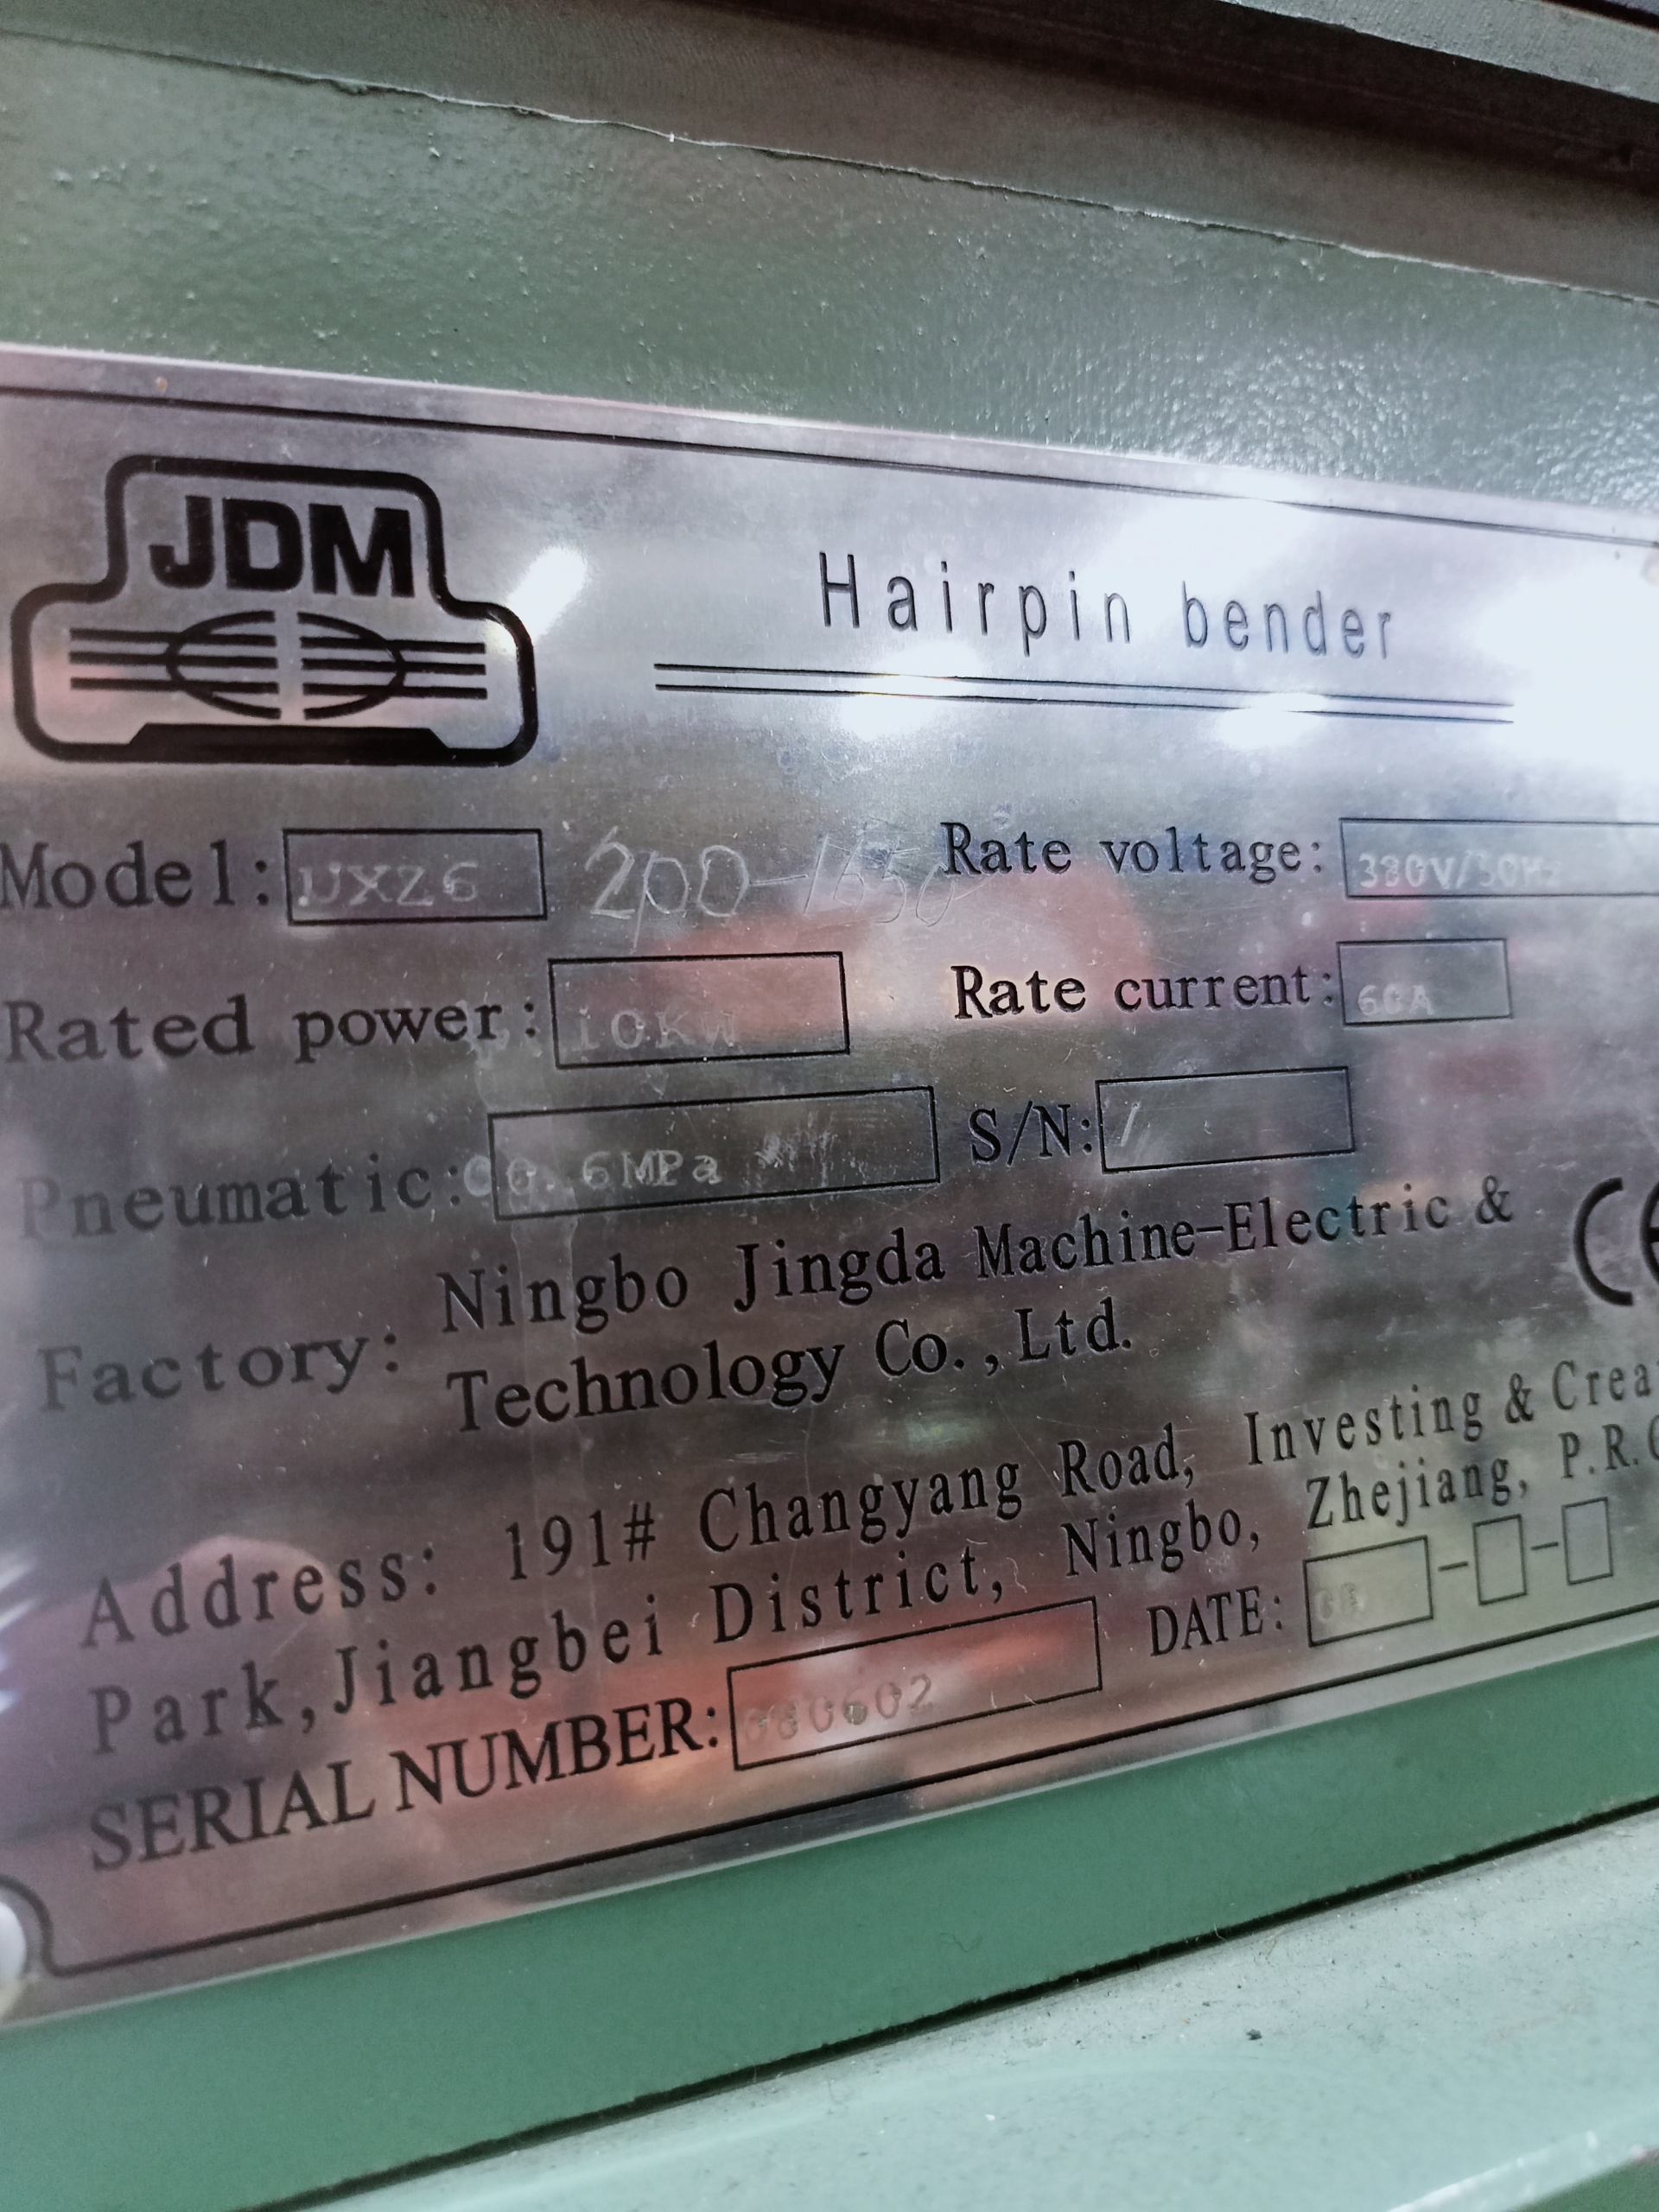 JDM
Hairpin bender
Model: UXZ6 200-1650 Rate voltage: 380V/50Hz
Rated power: 10KW Rate current: 60A
Pneumatic: 0.6MPa S/N: /
Factory: Ningbo Jingda Machine-Electric &
Technology Co.,Ltd.
CE
Address: 191# Changyang Road, Investing &
Park,Jiangbei District, Ningbo, Zhejiang,
SERIAL NUMBER: DATE: